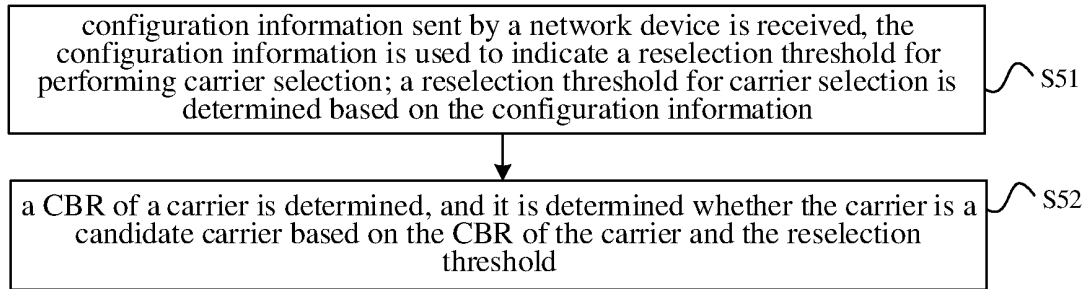 configuration information sent by a network device is received, the
configuration information is used to indicate a reselection threshold for
performing carrier selection; a reselection threshold for carrier selection is
determined based on the configuration information
S51
a CBR of a carrier is determined, and it is determined whether the carrier is a
candidate carrier based on the CBR of the carrier and the reselection
threshold
S52